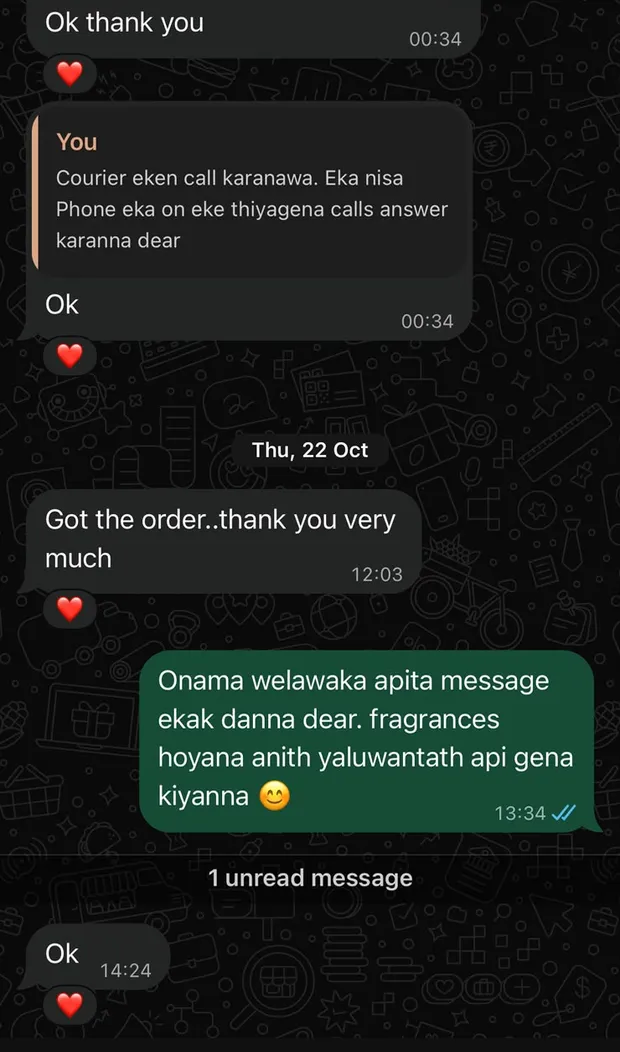 Ok thank you
00:34
You
Courier eken call karanawa. Eka nisa
Phone eka on eke thiyagena calls answer
karanna dear
Ok
00:34
Thu, 22 Oct
Got the order..thank you very
much
12:03
Onama welawaka apita message
ekak danna dear. fragrances
hoyana anith yaluwantath api gena
kiyanna 😊
13:34
1 unread message
Ok
14:24